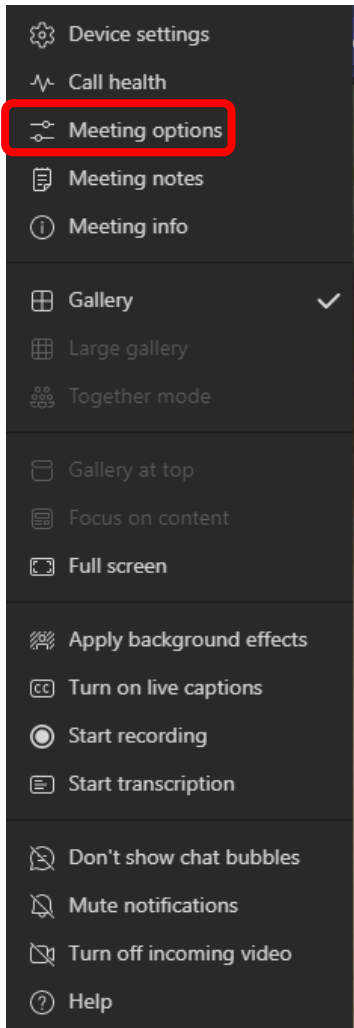 Device settings
Call health
Meeting options
Meeting notes
Meeting info
Gallery
Large gallery
Together mode
Gallery at top
Focus on content
Full screen
Apply background effects
CC Turn on live captions
Start recording
Start transcription
Don't show chat bubbles
Mute notifications
Turn off incoming video
Help